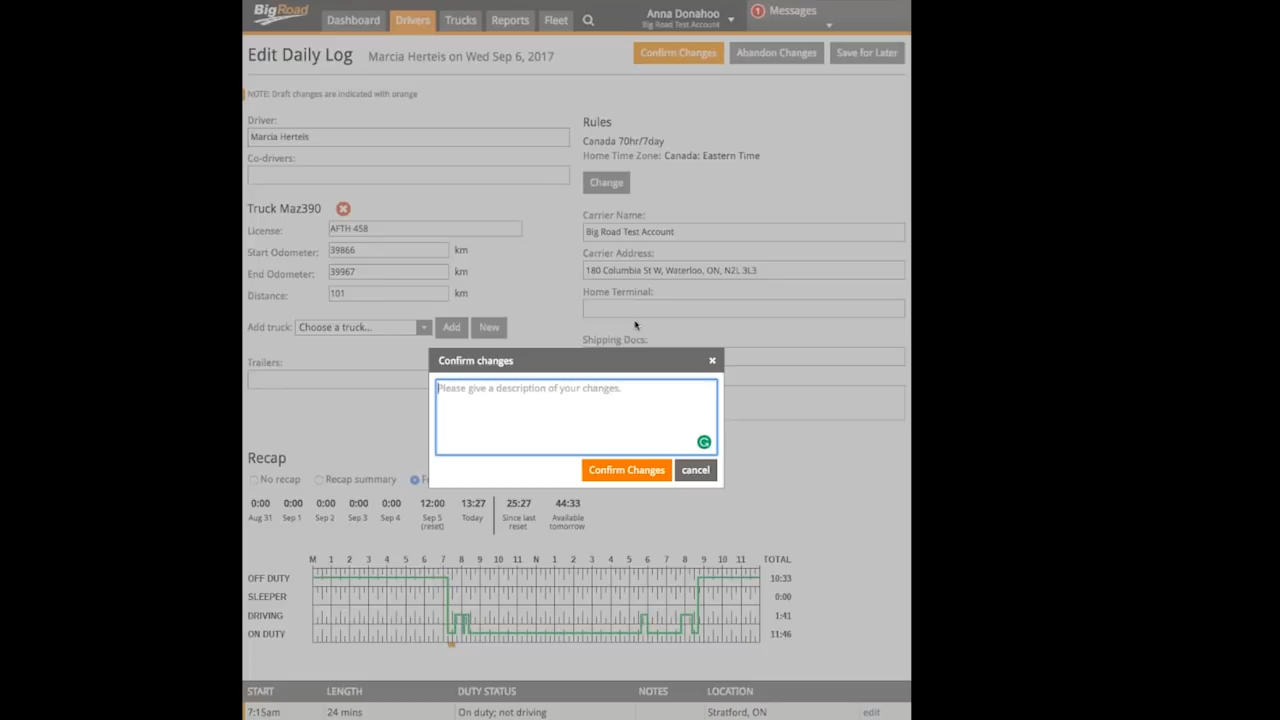 BigRoad
Dashboard Drivers Trucks Reports Fleet
Anna Donahoo
Big Road Test Account
1 Messages
Edit Daily Log Marcia Herteis on Wed Sep 6, 2017
Confirm Changes Abandon Changes Save for Later
NOTE: Draft changes are indicated with orange
Driver:
Marcia Herteis
Co-drivers:
Rules
Canada 70hr/7day
Home Time Zone: Canada: Eastern Time
Change
Truck Maz390
License: AFTH 458
Start Odometer: 39866 km
End Odometer: 39967 km
Distance: 101 km
Add truck: Choose a truck... Add New
Trailers:
Carrier Name:
Big Road Test Account
Carrier Address:
180 Columbia St W, Waterloo, ON, N2L 3L3
Home Terminal:
Shipping Docs:
Confirm changes
Please give a description of your changes.
Confirm Changes cancel
Recap
No recap Recap summary
0:00 0:00 0:00 0:00 0:00 12:00 13:27 25:27 44:33
Aug 31 Sep 1 Sep 2 Sep 3 Sep 4 Sep 5 (reset) Today Since last reset Available tomorrow
M 1 2 3 4 5 6 7 8 9 10 11 N 1 2 3 4 5 6 7 8 9 10 11 TOTAL
OFF DUTY 10:33
SLEEPER 0:00
DRIVING 1:41
ON DUTY 11:46
START LENGTH DUTY STATUS NOTES LOCATION
7:15am 24 mins On duty; not driving Stratford, ON edit